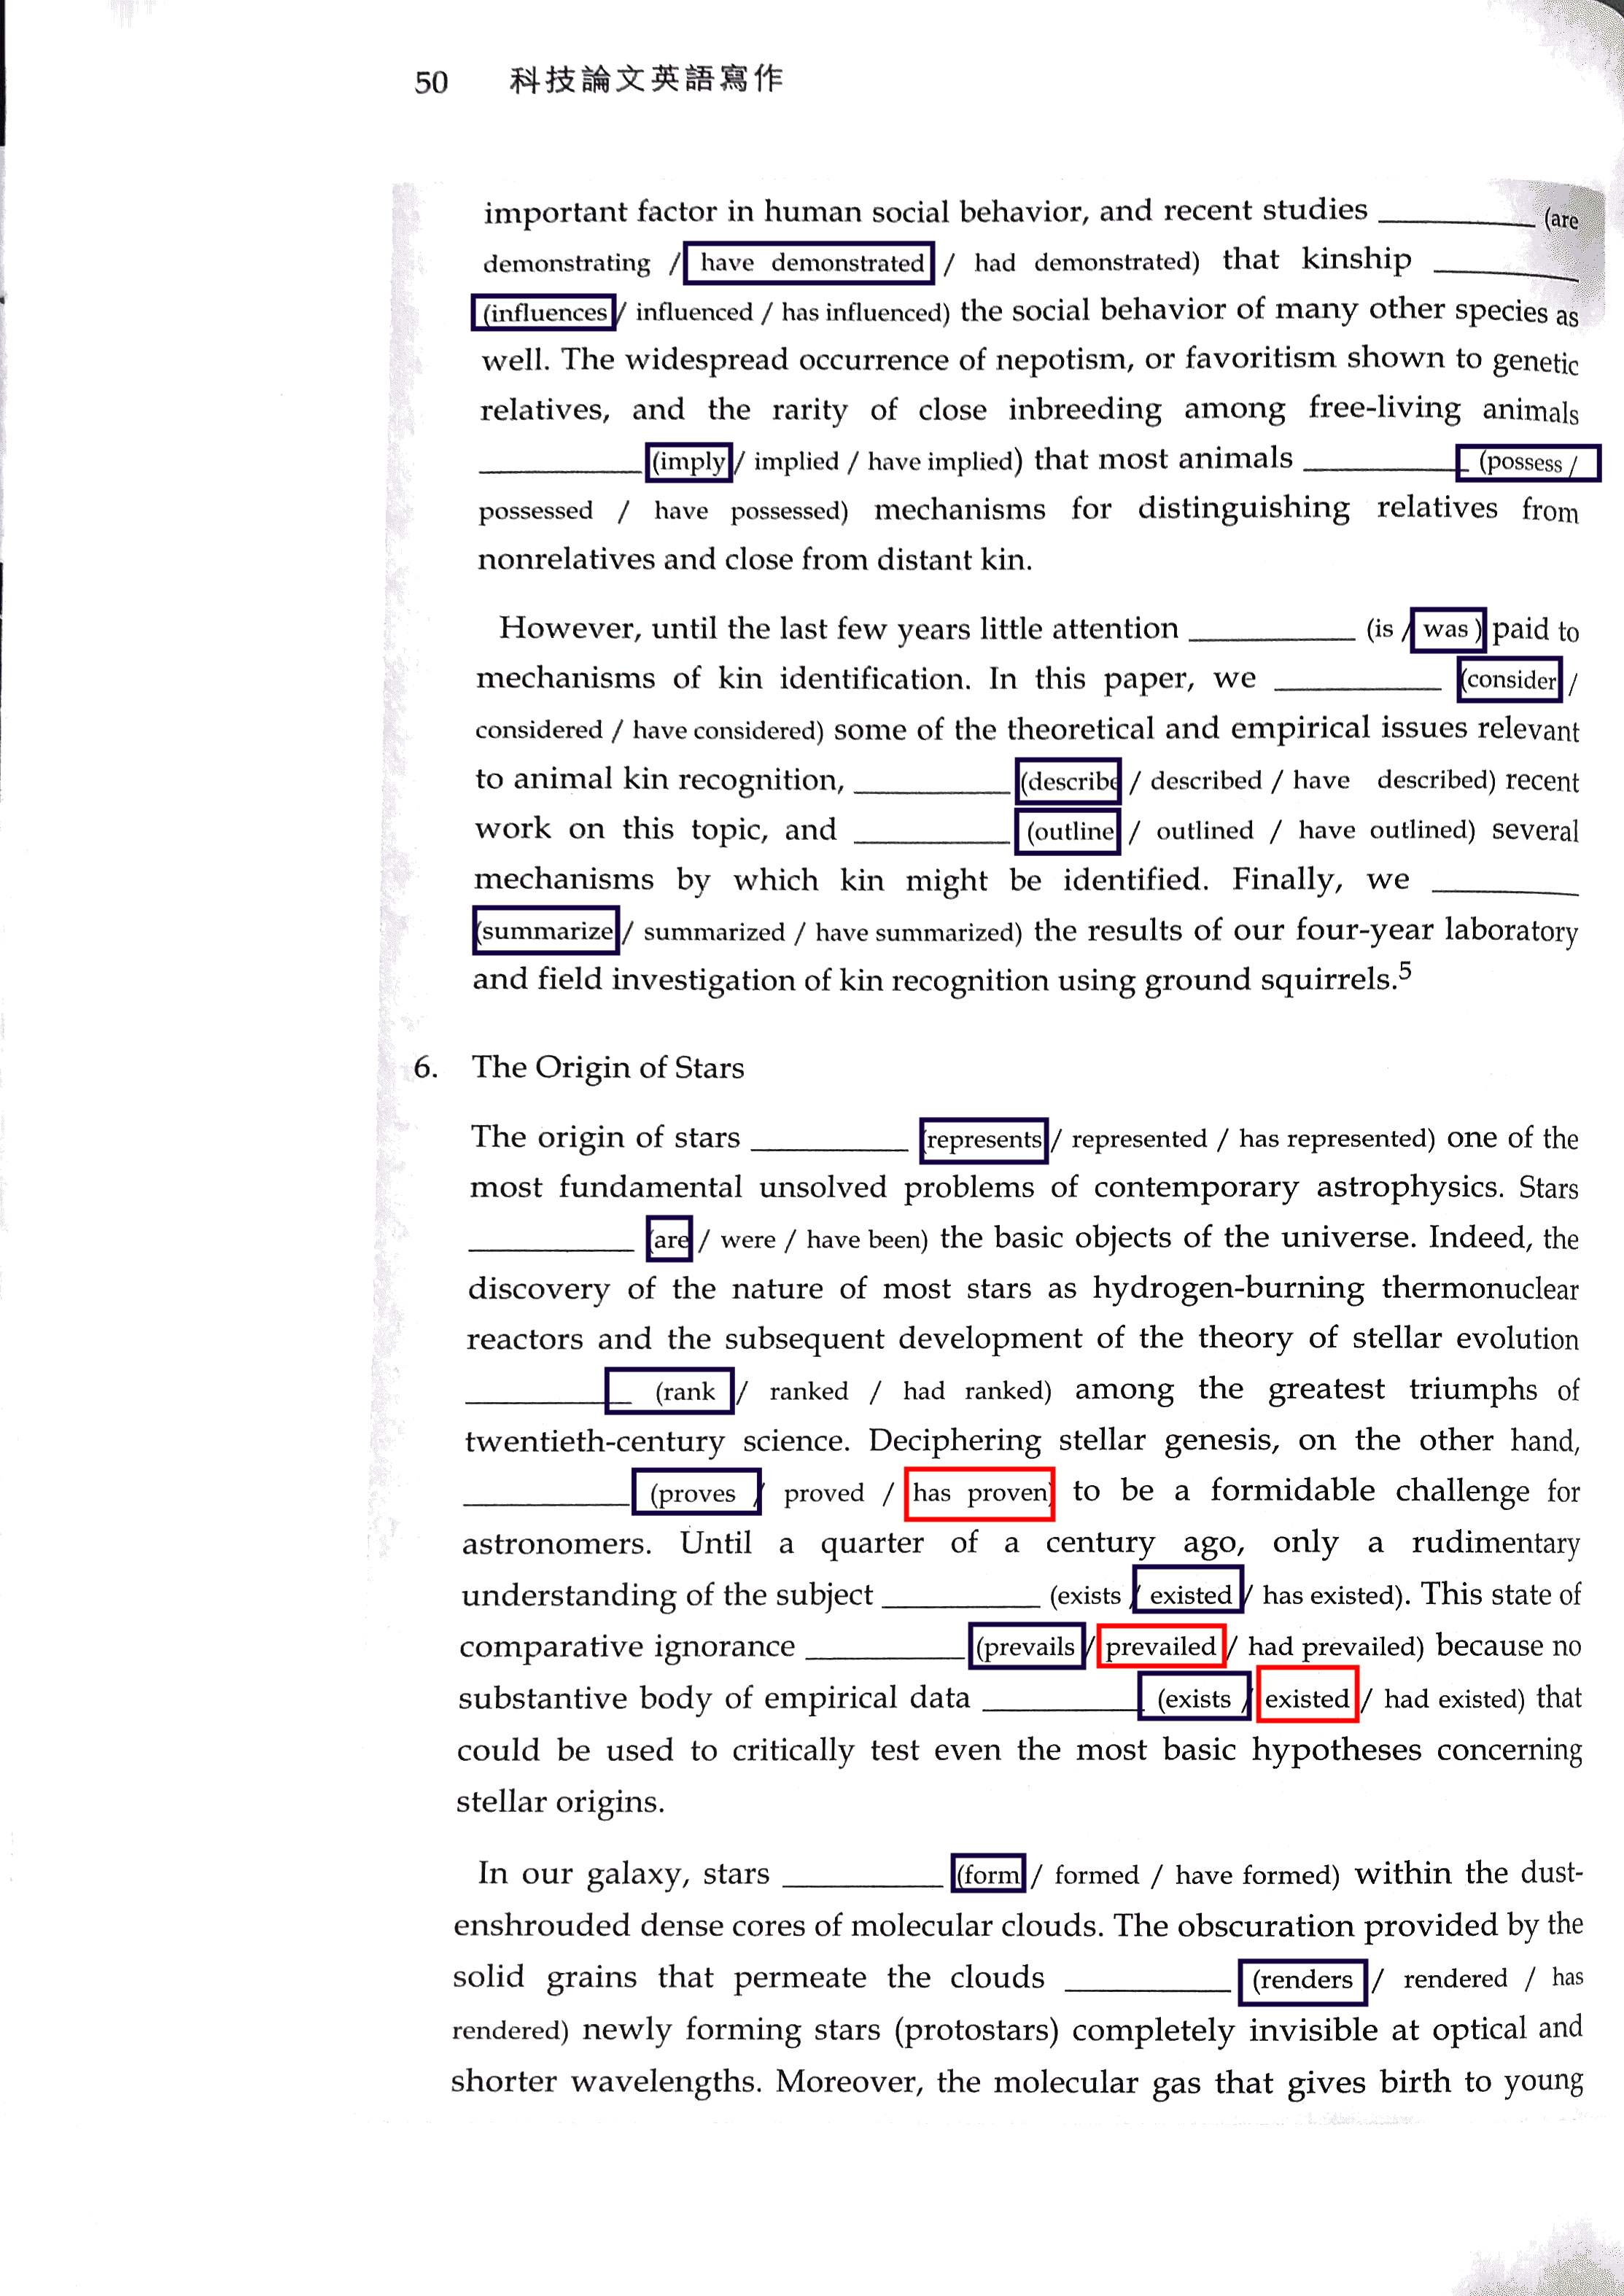 50 科技論文英語寫作
important factor in human social behavior, and recent studies __________ (are
demonstrating / have demonstrated / had demonstrated) that kinship __________
(influences / influenced / has influenced) the social behavior of many other species as
well. The widespread occurrence of nepotism, or favoritism shown to genetic
relatives, and the rarity of close inbreeding among free-living animals
__________ (imply / implied / have implied) that most animals __________ (possess /
possessed / have possessed) mechanisms for distinguishing relatives from
nonrelatives and close from distant kin.
However, until the last few years little attention __________ (is / was ) paid to
mechanisms of kin identification. In this paper, we __________ (consider /
considered / have considered) some of the theoretical and empirical issues relevant
to animal kin recognition, __________ (describe / described / have described) recent
work on this topic, and __________ (outline / outlined / have outlined) several
mechanisms by which kin might be identified. Finally, we __________
(summarize / summarized / have summarized) the results of our four-year laboratory
and field investigation of kin recognition using ground squirrels.5
6. The Origin of Stars
The origin of stars __________ (represents / represented / has represented) one of the
most fundamental unsolved problems of contemporary astrophysics. Stars
__________ (are / were / have been) the basic objects of the universe. Indeed, the
discovery of the nature of most stars as hydrogen-burning thermonuclear
reactors and the subsequent development of the theory of stellar evolution
__________ (rank / ranked / had ranked) among the greatest triumphs of
twentieth-century science. Deciphering stellar genesis, on the other hand,
__________ (proves / proved / has proven) to be a formidable challenge for
astronomers. Until a quarter of a century ago, only a rudimentary
understanding of the subject __________ (exists / existed / has existed). This state of
comparative ignorance __________ (prevails / prevailed / had prevailed) because no
substantive body of empirical data __________ (exists / existed / had existed) that
could be used to critically test even the most basic hypotheses concerning
stellar origins.
In our galaxy, stars __________ (form / formed / have formed) within the dust-
enshrouded dense cores of molecular clouds. The obscuration provided by the
solid grains that permeate the clouds __________ (renders / rendered / has
rendered) newly forming stars (protostars) completely invisible at optical and
shorter wavelengths. Moreover, the molecular gas that gives birth to young